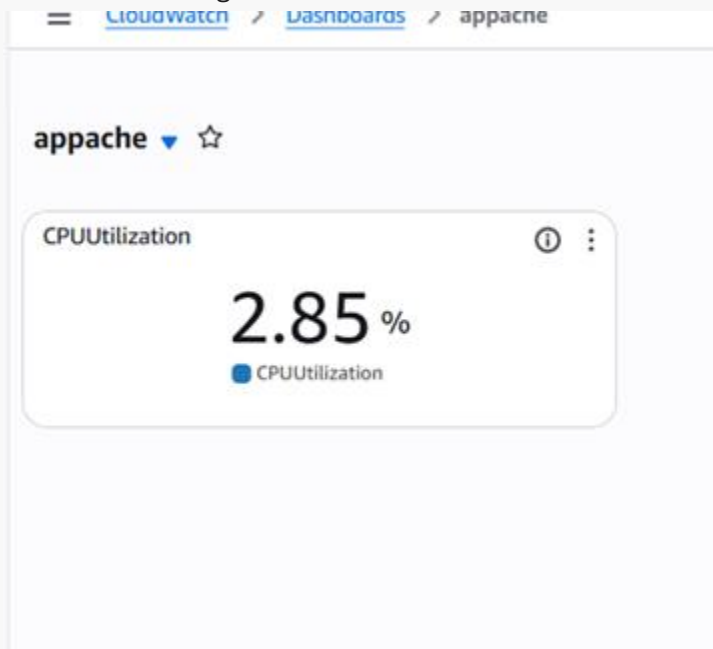 CloudWatch > Dashboards > appache
appache
CPUUtilization
2.85 %
CPUUtilization